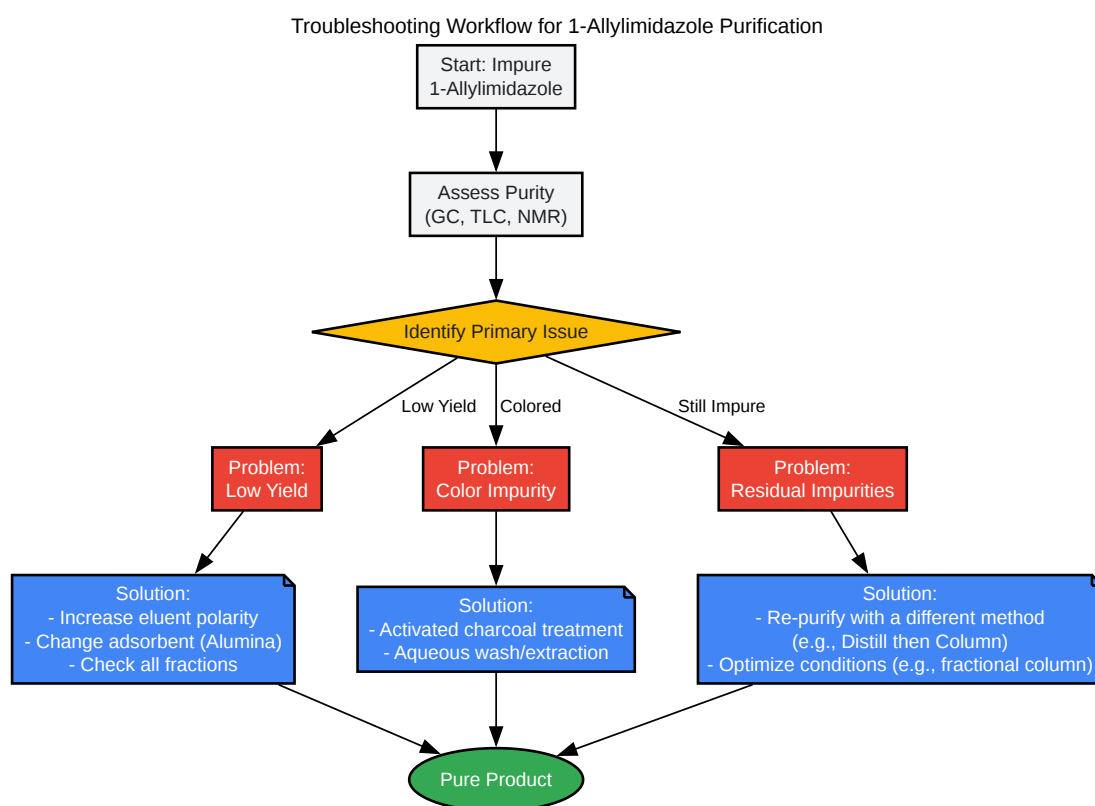 Troubleshooting Workflow for 1-Allylimidazole Purification
Start: Impure
1-Allylimidazole
Assess Purity
(GC, TLC, NMR)
Identify Primary Issue
Low Yield
Colored
Still Impure
Problem:
Low Yield
Problem:
Color Impurity
Problem:
Residual Impurities
Solution:
- Increase eluent polarity
- Change adsorbent (Alumina)
- Check all fractions
Solution:
- Activated charcoal treatment
- Aqueous wash/extraction
Solution:
- Re-purify with a different method
(e.g., Distill then Column)
- Optimize conditions (e.g., fractional column)
Pure Product